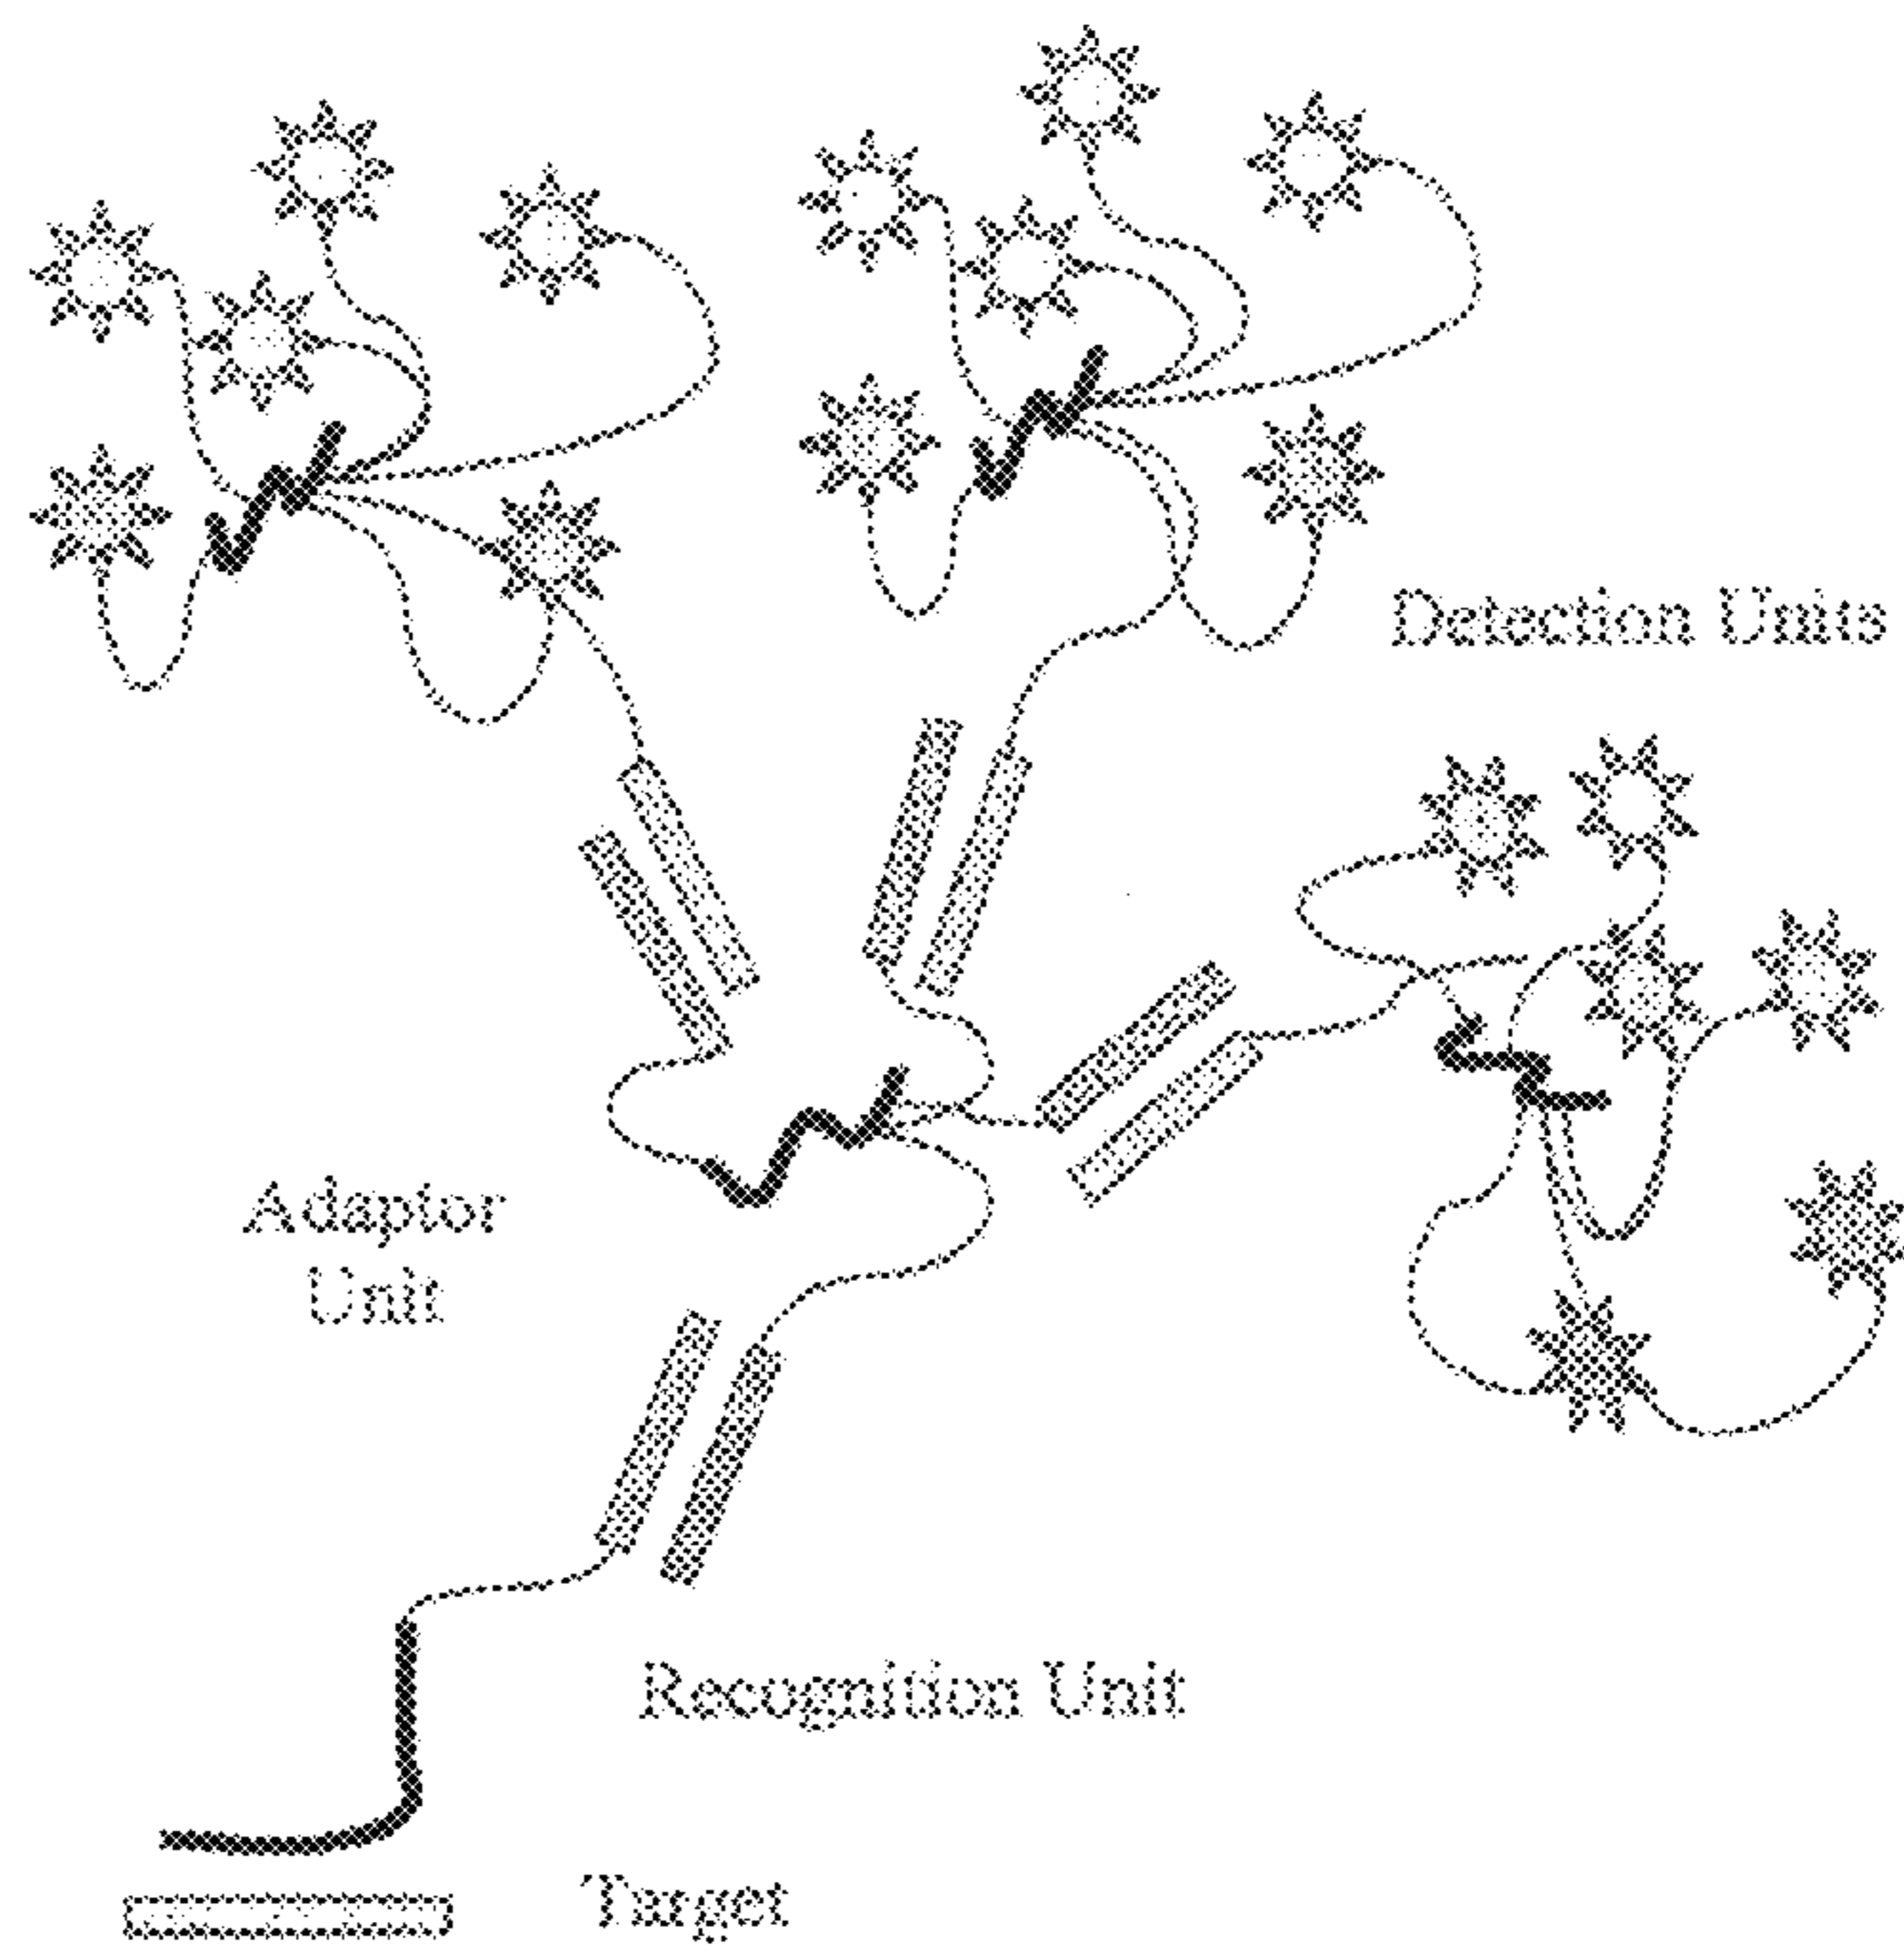 Detection Units
Adaptor
Unit
Recognition Unit
Target